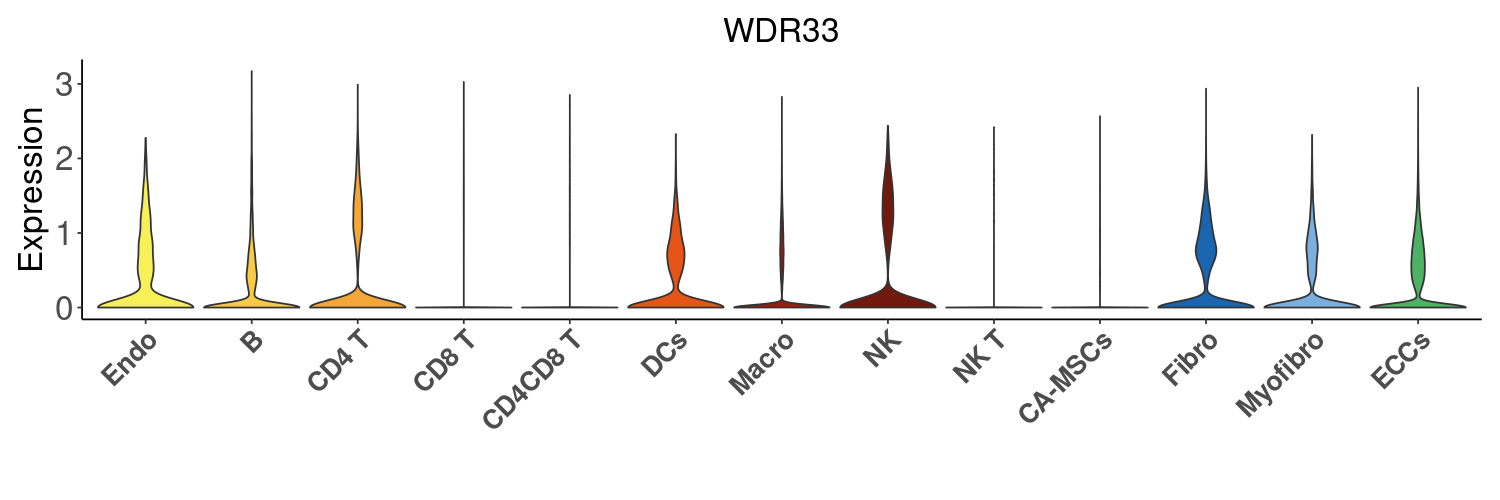 WDR33
Expression
3
2
1
0
Endo
B
CD4 T
CD8 T
CD4CD8 T
DCs
Macro
NK
NK T
CA-MSCs
Fibro
Myofibro
ECCs